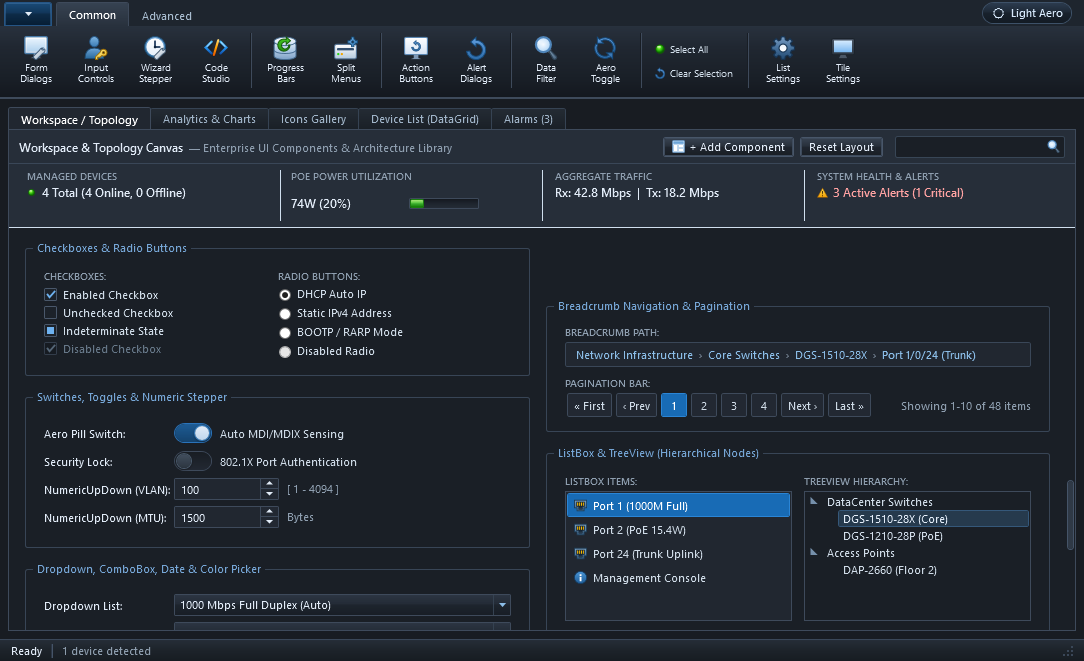 Common
Advanced
Light Aero
Form Dialogs
Input Controls
Wizard Stepper
Code Studio
Progress Bars
Split Menus
Action Buttons
Alert Dialogs
Data Filter
Aero Toggle
Select All
Clear Selection
List Settings
Tile Settings
Workspace / Topology
Analytics & Charts
Icons Gallery
Device List (DataGrid)
Alarms (3)
Workspace & Topology Canvas — Enterprise UI Components & Architecture Library
+ Add Component
Reset Layout
MANAGED DEVICES
4 Total (4 Online, 0 Offline)
POE POWER UTILIZATION
74W (20%)
AGGREGATE TRAFFIC
Rx: 42.8 Mbps | Tx: 18.2 Mbps
SYSTEM HEALTH & ALERTS
3 Active Alerts (1 Critical)
Checkboxes & Radio Buttons
CHECKBOXES:
Enabled Checkbox
Unchecked Checkbox
Indeterminate State
Disabled Checkbox
RADIO BUTTONS:
DHCP Auto IP
Static IPv4 Address
BOOTP / RARP Mode
Disabled Radio
Switches, Toggles & Numeric Stepper
Aero Pill Switch: Auto MDI/MDIX Sensing
Security Lock: 802.1X Port Authentication
NumericUpDown (VLAN): 100 [ 1 - 4094 ]
NumericUpDown (MTU): 1500 Bytes
Dropdown, ComboBox, Date & Color Picker
Dropdown List: 1000 Mbps Full Duplex (Auto)
Breadcrumb Navigation & Pagination
BREADCRUMB PATH:
Network Infrastructure › Core Switches › DGS-1510-28X › Port 1/0/24 (Trunk)
PAGINATION BAR:
« First ‹ Prev 1 2 3 4 Next › Last » Showing 1-10 of 48 items
ListBox & TreeView (Hierarchical Nodes)
LISTBOX ITEMS:
Port 1 (1000M Full)
Port 2 (PoE 15.4W)
Port 24 (Trunk Uplink)
Management Console
TREEVIEW HIERARCHY:
DataCenter Switches
DGS-1510-28X (Core)
DGS-1210-28P (PoE)
Access Points
DAP-2660 (Floor 2)
Ready
1 device detected